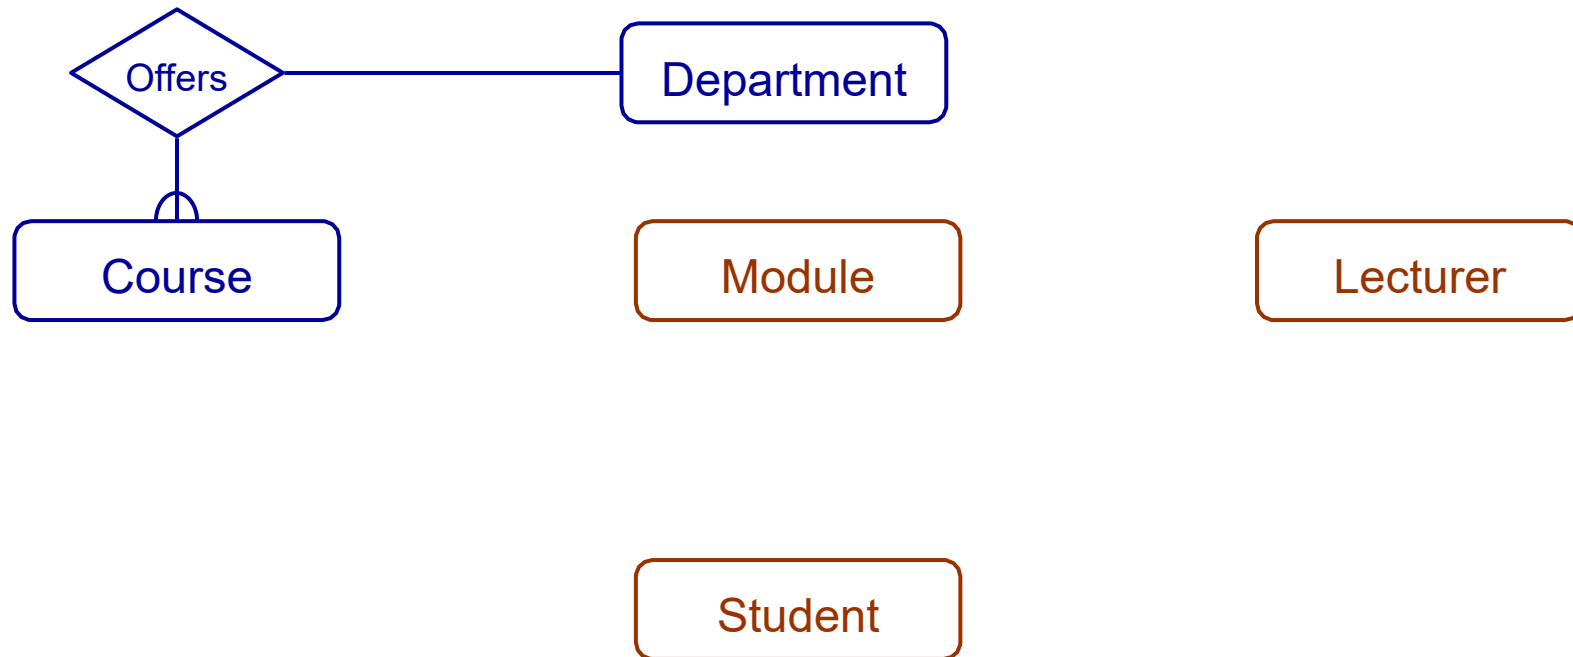 Offers
Department
Course
Module
Lecturer
Student